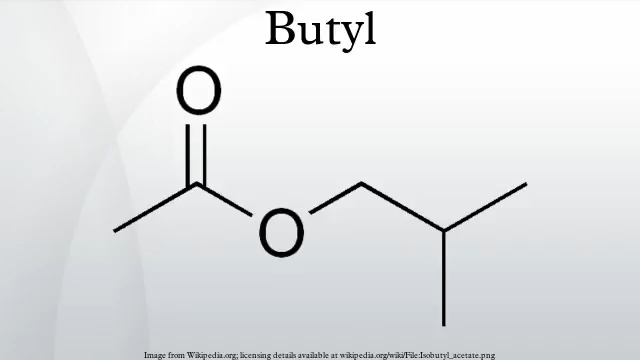 Butyl
O
O
Image from Wikipedia.org; licensing details available at wikipedia.org/wiki/File:Isobutyl_acetate.png